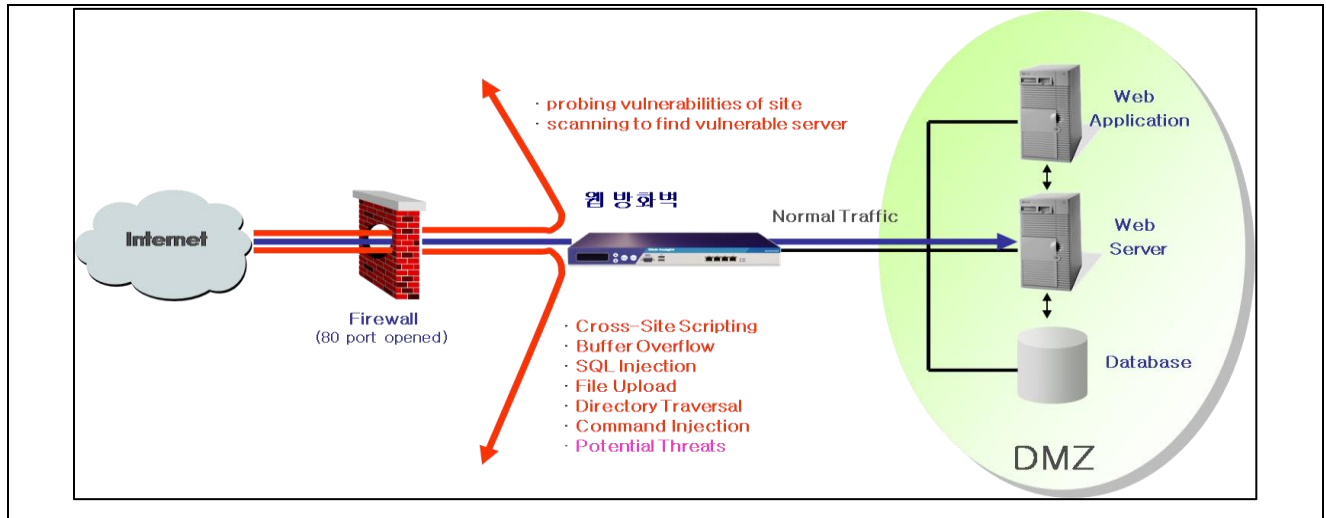 · probing vulnerabilities of site
· scanning to find vulnerable server
웹 방화벽
Internet
Firewall
(80 port opened)
Normal Traffic
· Cross-Site Scripting
· Buffer Overflow
· SQL Injection
· File Upload
· Directory Traversal
· Command Injection
· Potential Threats
Web
Application
Web
Server
Database
DMZ